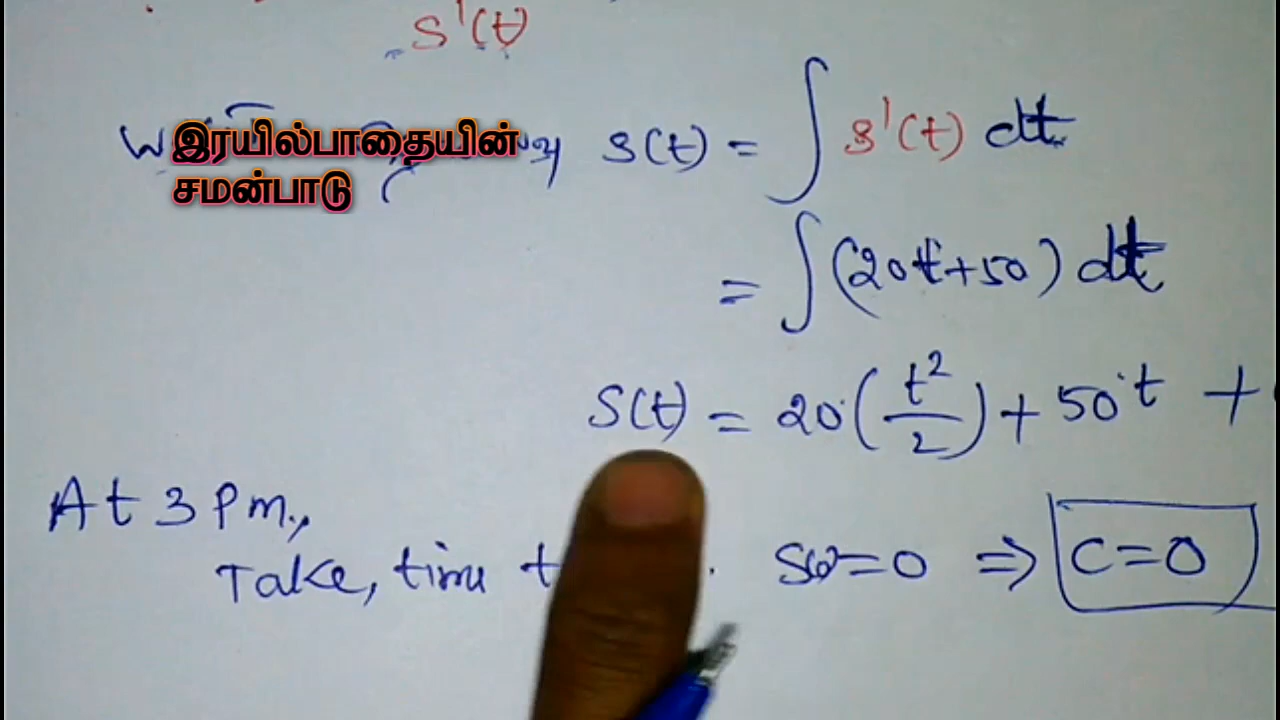 S'(t)
இரயில்பாதையின் S(t) = ∫ S'(t) dt
சமன்பாடு
= ∫(20t+50) dt
S(t) = 20(t²/2) + 50t +
At 3 Pm.,
Take, time t S(0)=0 ⇒ C=0